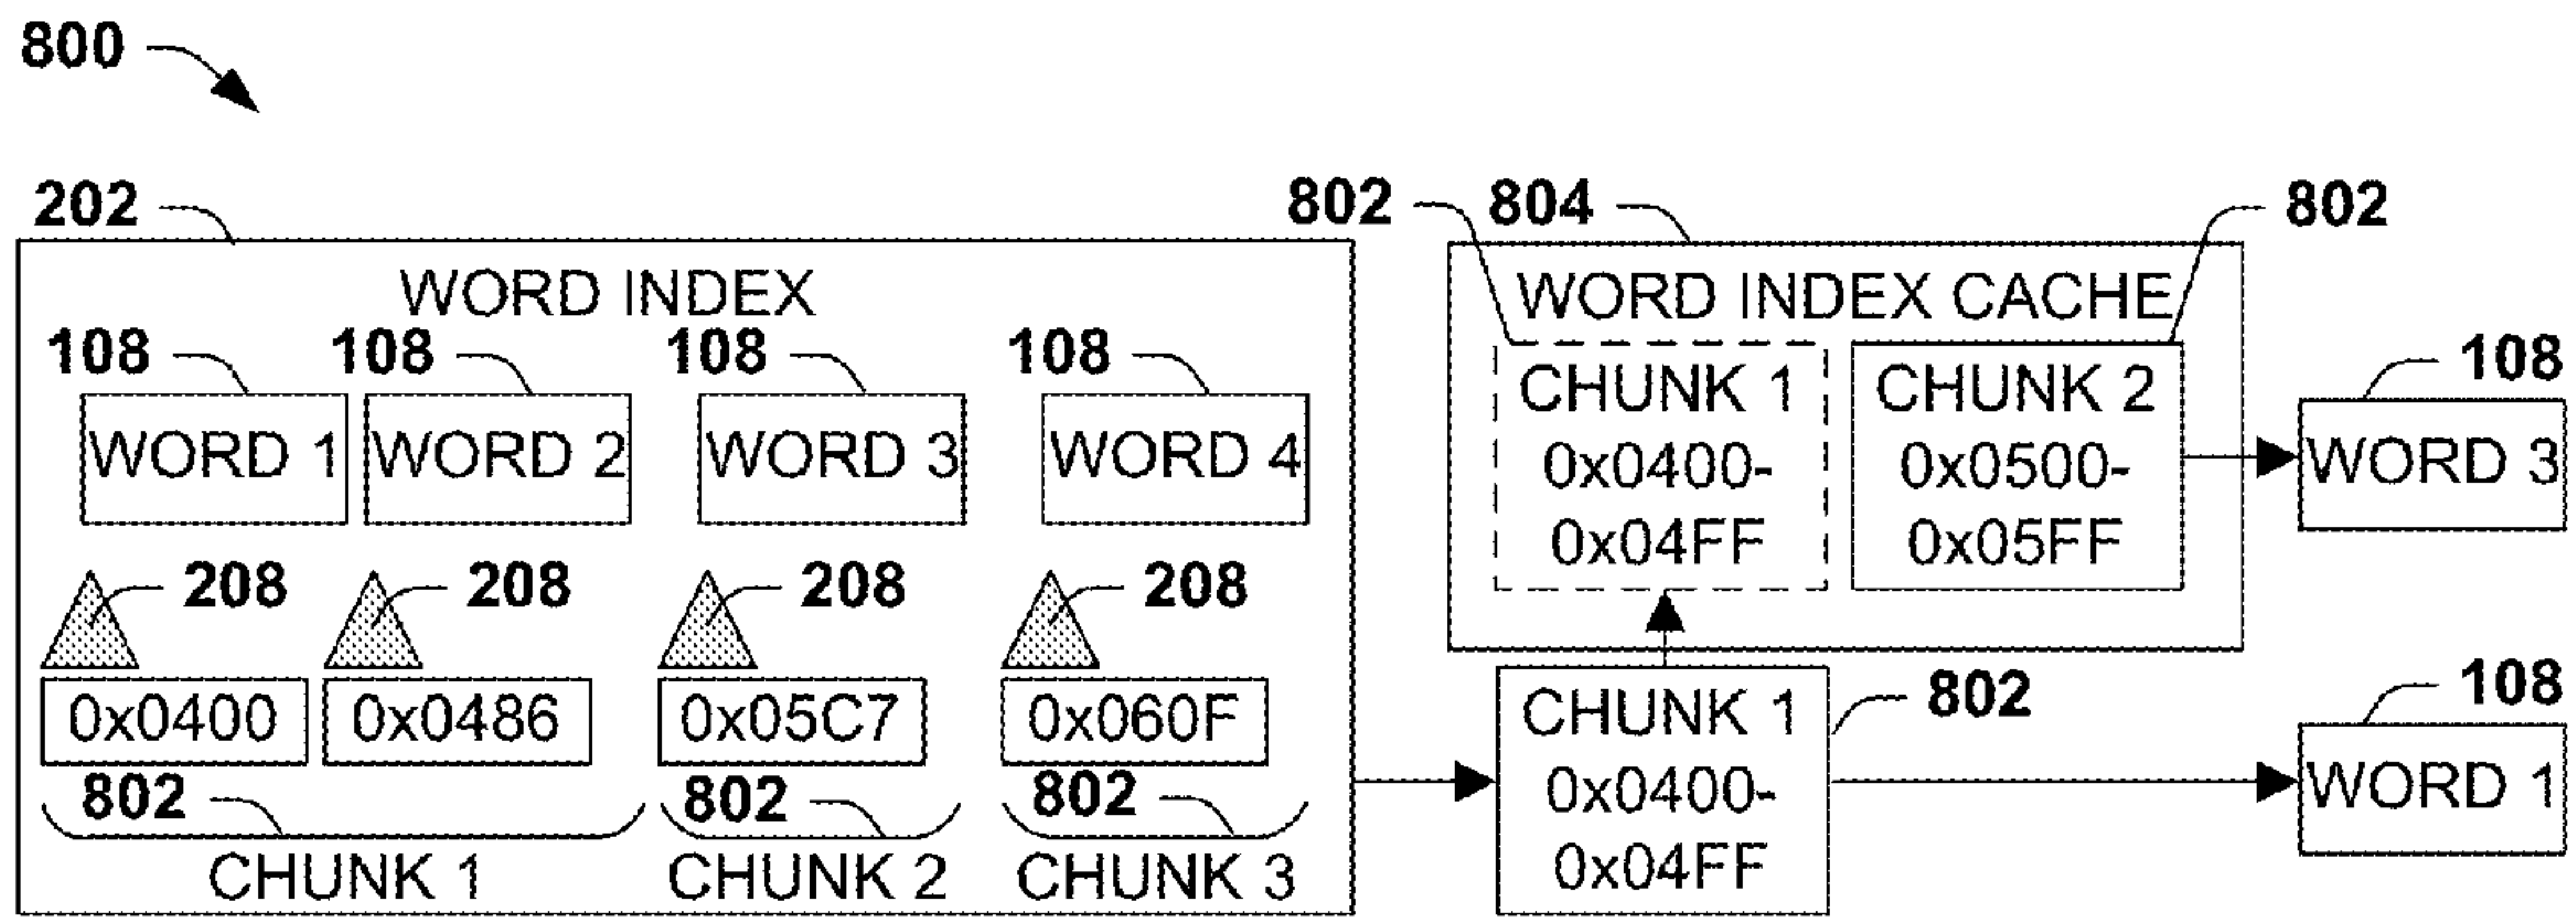 800
202
802 804 802
WORD INDEX
WORD INDEX CACHE
108 108 108 108
108
WORD 1 WORD 2 WORD 3 WORD 4
CHUNK 1
0x0400-
0x04FF
CHUNK 2
0x0500-
0x05FF
WORD 3
208 208 208 208
0x0400 0x0486 0x05C7 0x060F
802 802 802
CHUNK 1 CHUNK 2 CHUNK 3
CHUNK 1
0x0400-
0x04FF
802
108
WORD 1